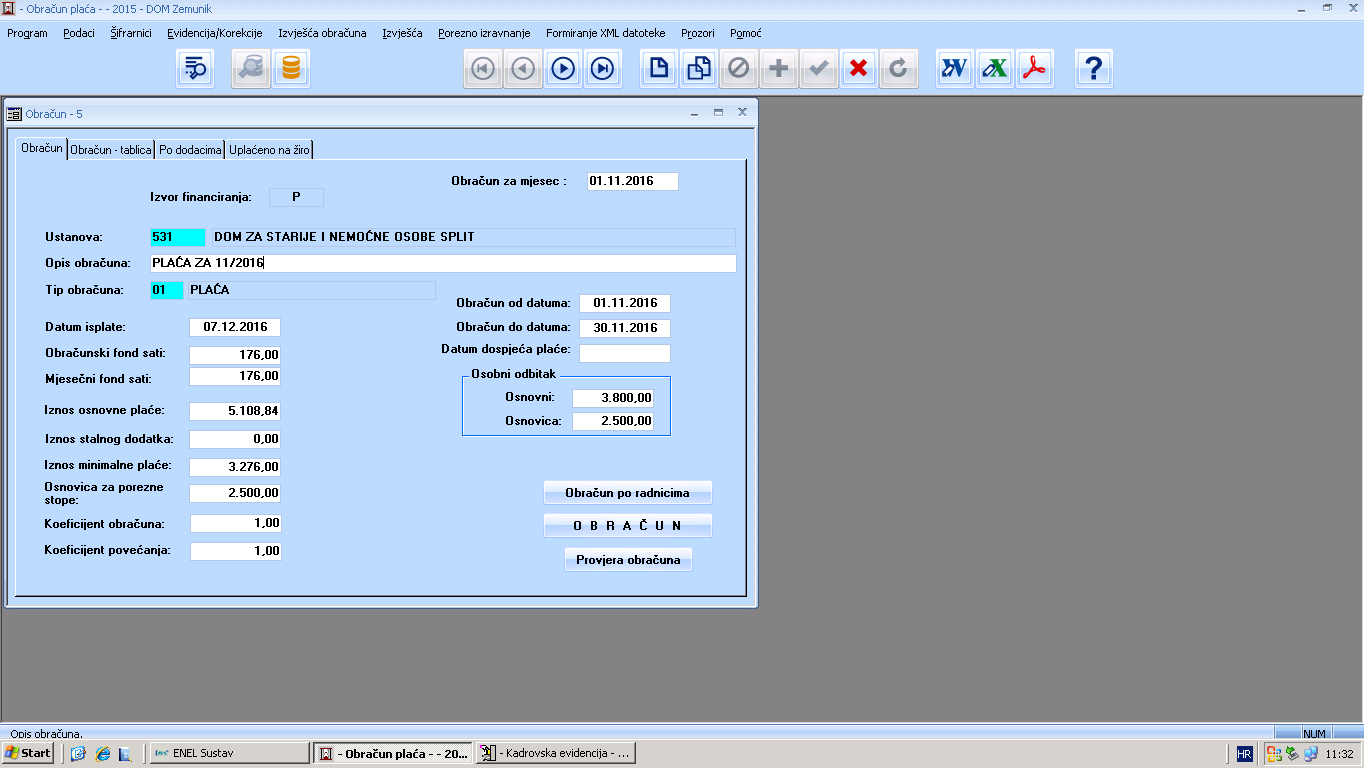 - Obračun plaća - - 2015 - DOM Zemunik
Program Podaci Šifrarnici Evidencija/Korekcije Izvješća obračuna Izvješća Porezno izravnanje Formiranje XML datoteke Prozori Pomoć
Obračun - 5
Obračun Obračun - tablica Po dodacima Uplaćeno na žiro
Obračun za mjesec : 01.11.2016
Izvor financiranja: P
Ustanova: 531 DOM ZA STARIJE I NEMOĆNE OSOBE SPLIT
Opis obračuna: PLAĆA ZA 11/2016
Tip obračuna: 01 PLAĆA
Obračun od datuma: 01.11.2016
Datum isplate: 07.12.2016
Obračun do datuma: 30.11.2016
Obračunski fond sati: 176,00
Datum dospjeća plaće:
Mjesečni fond sati: 176,00
Osobni odbitak
Osnovni: 3.800,00
Iznos osnovne plaće: 5.108,84
Osnovica: 2.500,00
Iznos stalnog dodatka: 0,00
Iznos minimalne plaće: 3.276,00
Osnovica za porezne
stope: 2.500,00
Obračun po radnicima
Koeficijent obračuna: 1,00
O B R A Č U N
Koeficijent povećanja: 1,00
Provjera obračuna
Opis obračuna.
NUM
Start ENEL Sustav - Obračun plaća - - 20... - Kadrovska evidencija - ... HR 11:32